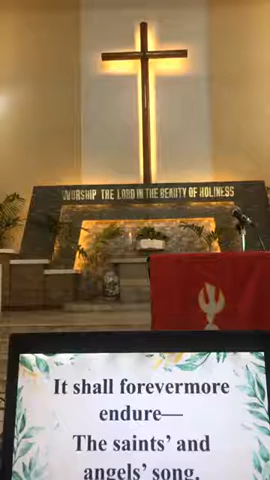 WORSHIP THE LORD IN THE BEAUTY OF HOLINESS
It shall forevermore
endure—
The saints' and
angels' song.